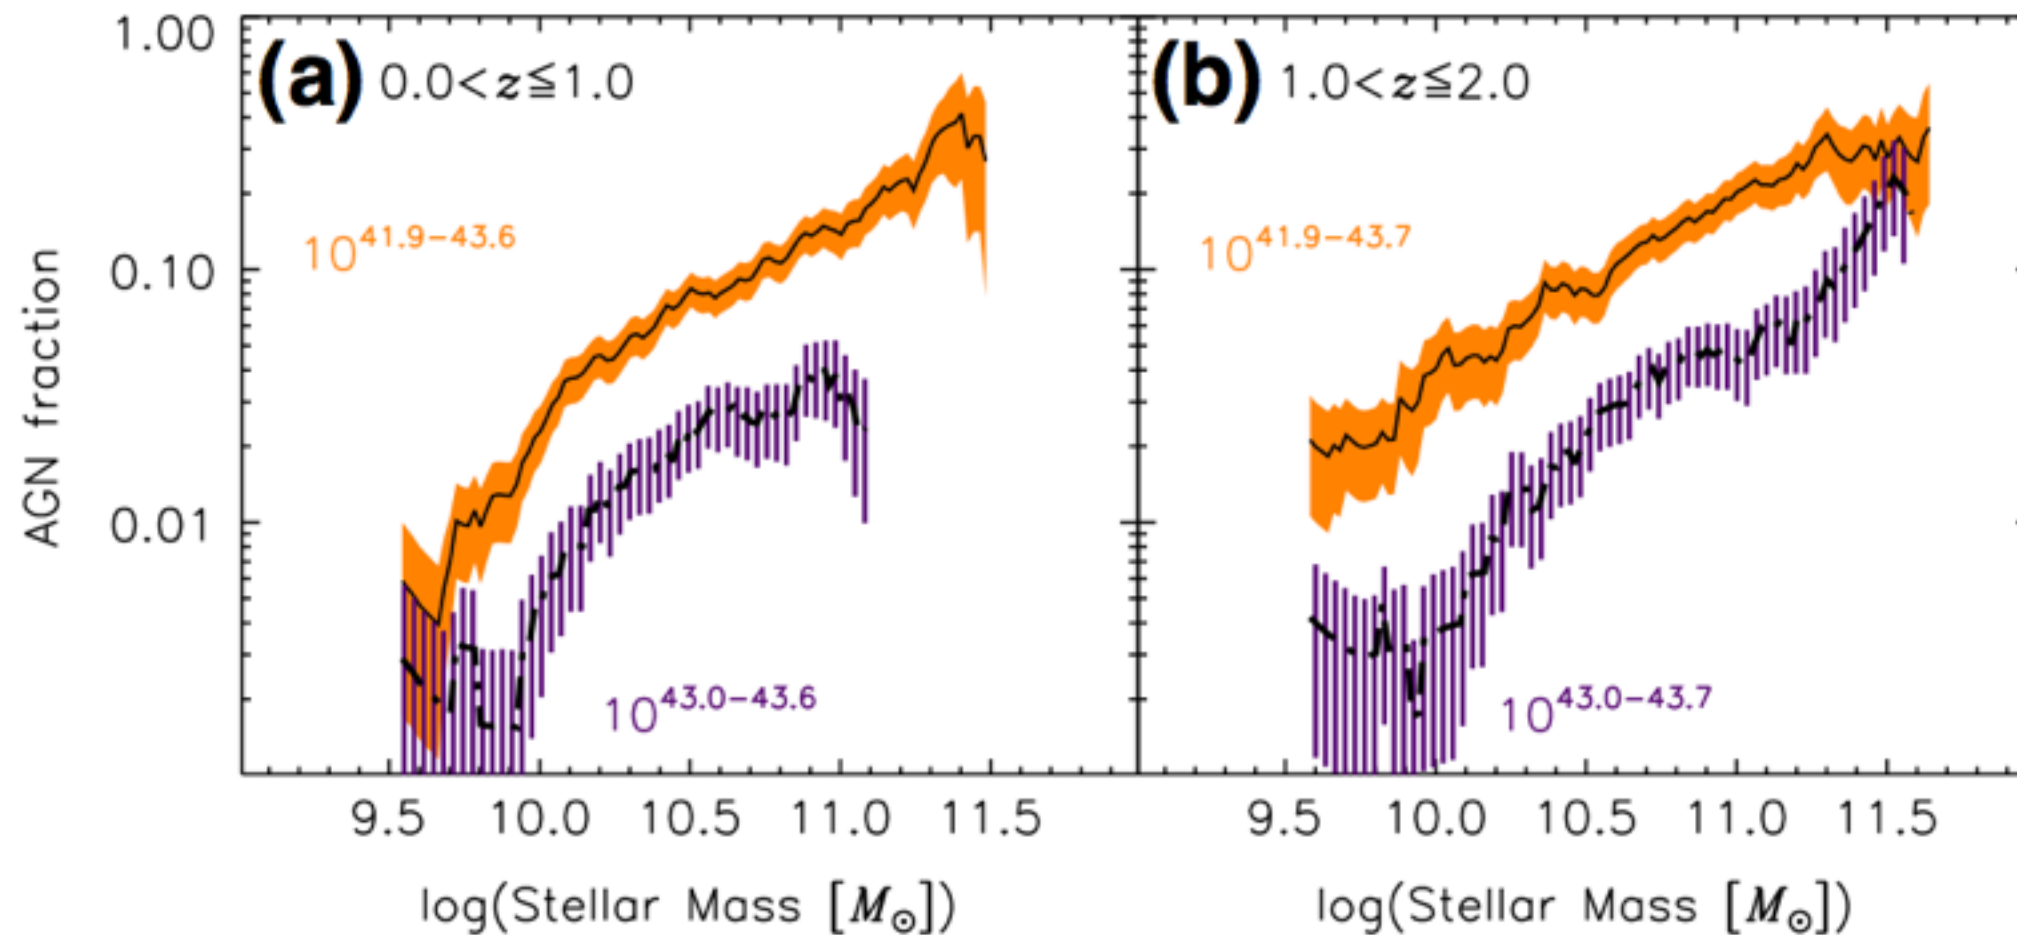 (a) 0.0<z≦1.0
(b) 1.0<z≦2.0
1.00
0.10
0.01
AGN fraction
10^41.9−43.6
10^43.0−43.6
10^41.9−43.7
10^43.0−43.7
9.5 10.0 10.5 11.0 11.5
9.5 10.0 10.5 11.0 11.5
log(Stellar Mass [M⊙])
log(Stellar Mass [M⊙])